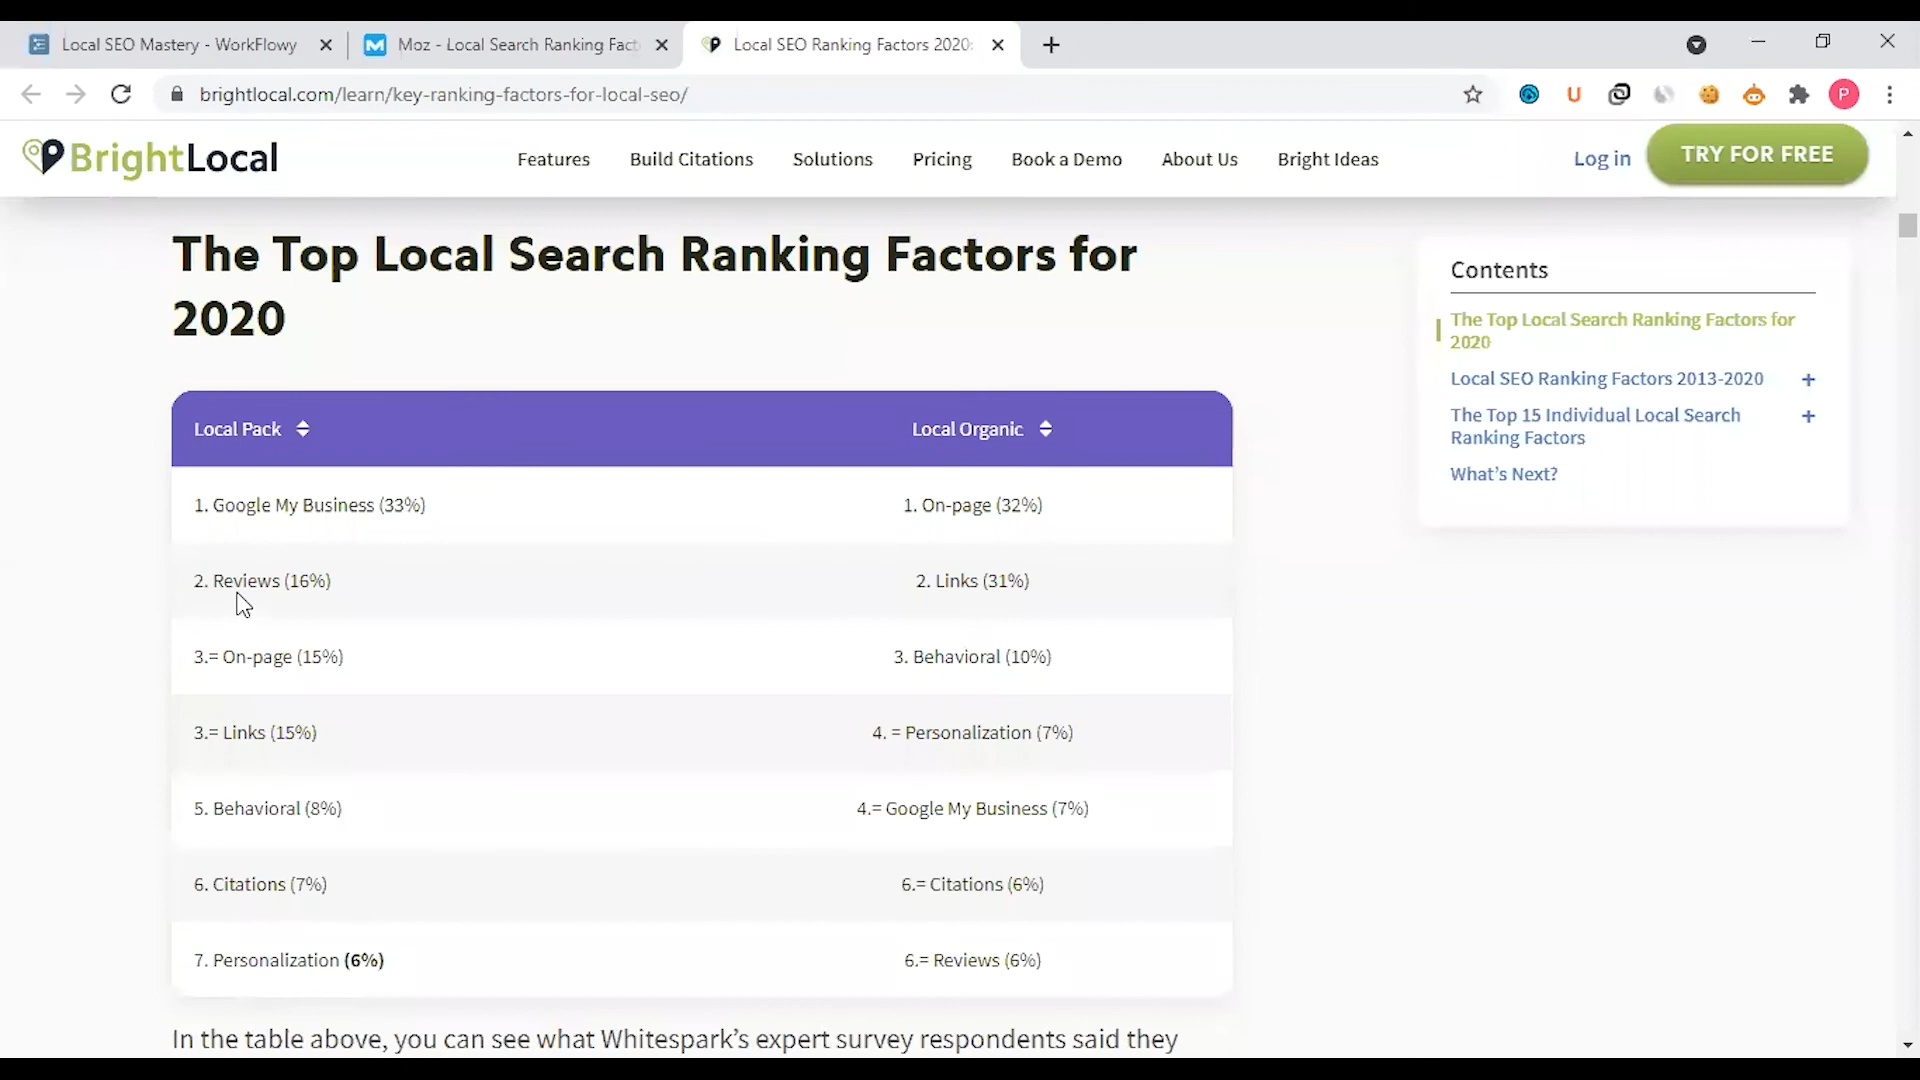 Local SEO Mastery - WorkFlowy
Moz - Local Search Ranking Fact
Local SEO Ranking Factors 2020:
brightlocal.com/learn/key-ranking-factors-for-local-seo/
U
P
BrightLocal
Features
Build Citations
Solutions
Pricing
Book a Demo
About Us
Bright Ideas
Log in
TRY FOR FREE
The Top Local Search Ranking Factors for
2020
Local Pack
Local Organic
1. Google My Business (33%)
1. On-page (32%)
2. Reviews (16%)
2. Links (31%)
3.= On-page (15%)
3. Behavioral (10%)
3.= Links (15%)
4. = Personalization (7%)
5. Behavioral (8%)
4.= Google My Business (7%)
6. Citations (7%)
6.= Citations (6%)
7. Personalization (6%)
6.= Reviews (6%)
In the table above, you can see what Whitespark’s expert survey respondents said they
Contents
The Top Local Search Ranking Factors for
2020
Local SEO Ranking Factors 2013-2020
The Top 15 Individual Local Search
Ranking Factors
What’s Next?